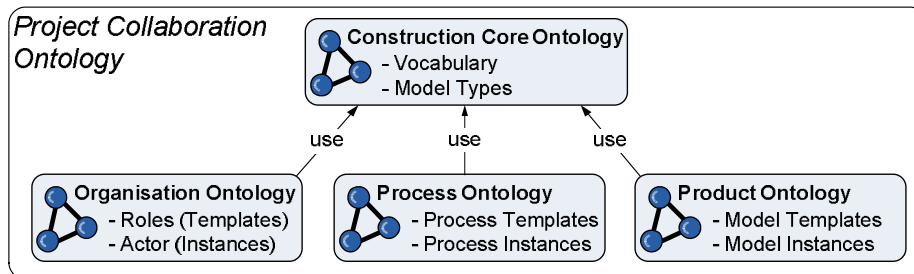 Project Collaboration
Ontology
Construction Core Ontology
- Vocabulary
- Model Types
use
use
use
Organisation Ontology
- Roles (Templates)
- Actor (Instances)
Process Ontology
- Process Templates
- Process Instances
Product Ontology
- Model Templates
- Model Instances